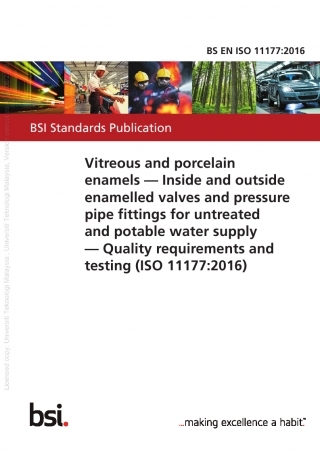 BS EN ISO 11177:2016
BSI Standards Publication
Vitreous and porcelain
enamels — Inside and outside
enamelled valves and pressure
pipe fittings for untreated
and potable water supply
— Quality requirements and
testing (ISO 11177:2016)
Licensed copy: Universiti Teknologi Malaysia, Universiti Teknologi Malaysia, Version
bsi.
...making excellence a habit.™